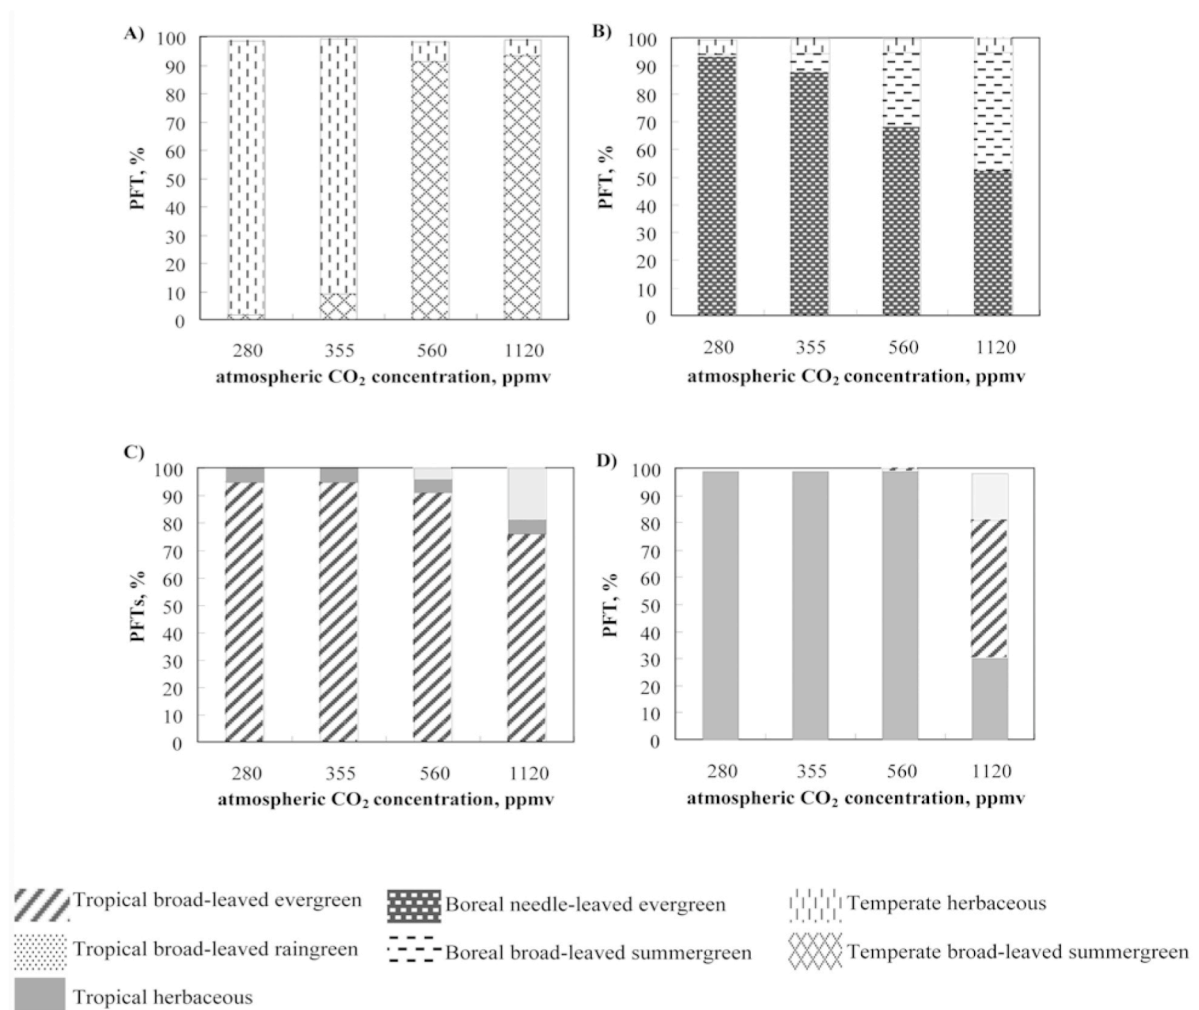 A)
100
90
80
70
60
50
40
30
20
10
0
PFT, %
280 355 560 1120
atmospheric CO₂ concentration, ppmv
B)
100
90
80
70
60
50
40
30
20
10
0
PFT, %
280 355 560 1120
atmospheric CO₂ concentration, ppmv
C)
100
90
80
70
60
50
40
30
20
10
0
PFTs, %
280 355 560 1120
atmospheric CO₂ concentration, ppmv
D)
100
90
80
70
60
50
40
30
20
10
0
PFT, %
280 355 560 1120
atmospheric CO₂ concentration, ppmv
Tropical broad-leaved evergreen
Boreal needle-leaved evergreen
Temperate herbaceous
Tropical broad-leaved raingreen
Boreal broad-leaved summergreen
Temperate broad-leaved summergreen
Tropical herbaceous